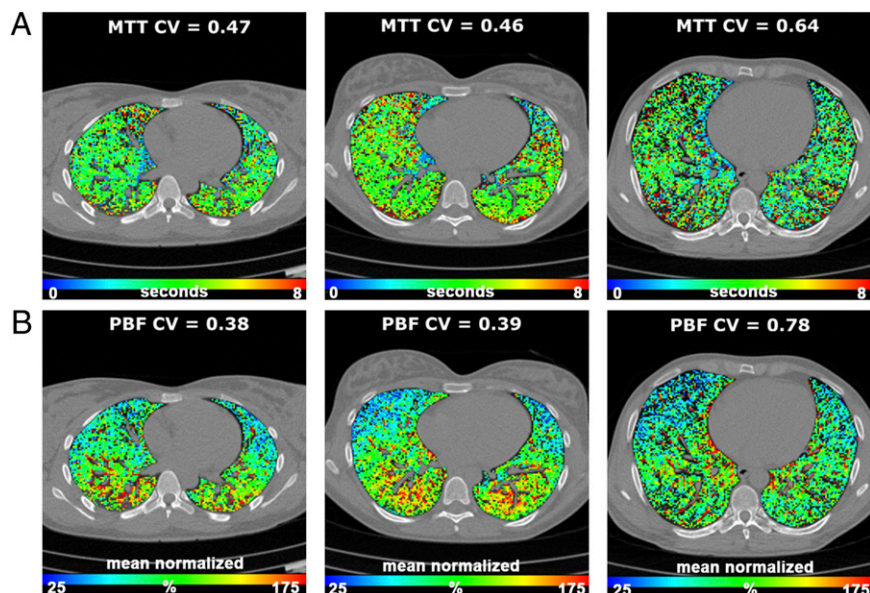 A
MTT CV = 0.47
MTT CV = 0.46
MTT CV = 0.64
0 seconds 8
0 seconds 8
0 seconds 8
B
PBF CV = 0.38
PBF CV = 0.39
PBF CV = 0.78
mean normalized
mean normalized
mean normalized
25 % 175
25 % 175
25 % 175